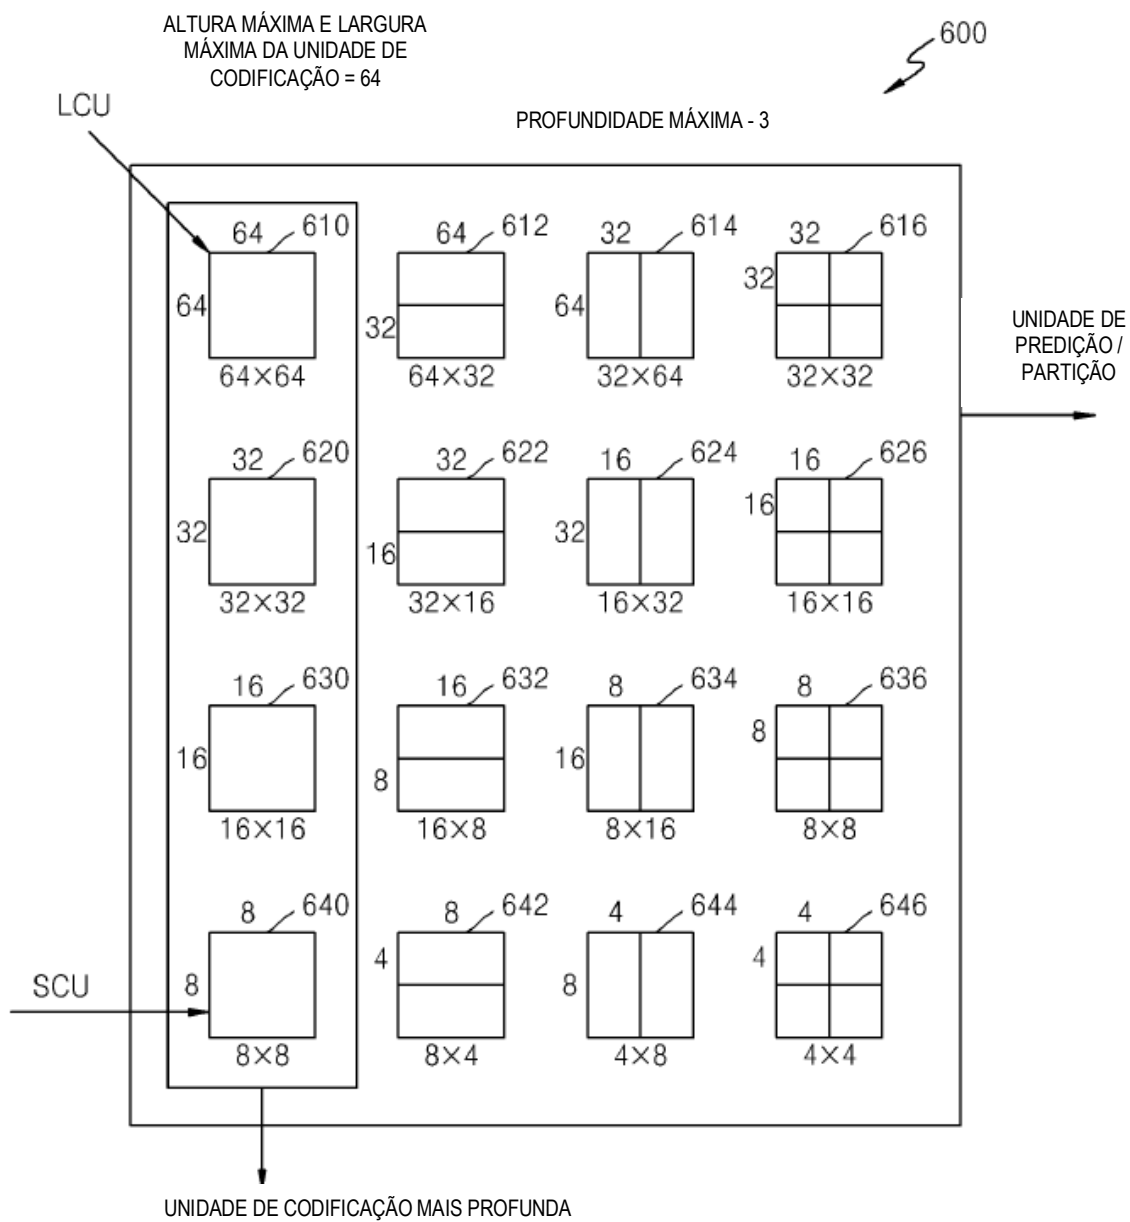 ALTURA MÁXIMA E LARGURA
MÁXIMA DA UNIDADE DE
CODIFICAÇÃO = 64
600
LCU
PROFUNDIDADE MÁXIMA - 3
64 610 64 612 32 614 32 616
64 32 64 32
64×64 64×32 32×64 32×32
UNIDADE DE
PREDIÇÃO /
PARTIÇÃO
32 620 32 622 16 624 16 626
32 16 32 16
32×32 32×16 16×32 16×16
16 630 16 632 8 634 8 636
16 8 16 8
16×16 16×8 8×16 8×8
8 640 8 642 4 644 4 646
SCU 8 4 8 4
8×8 8×4 4×8 4×4
UNIDADE DE CODIFICAÇÃO MAIS PROFUNDA